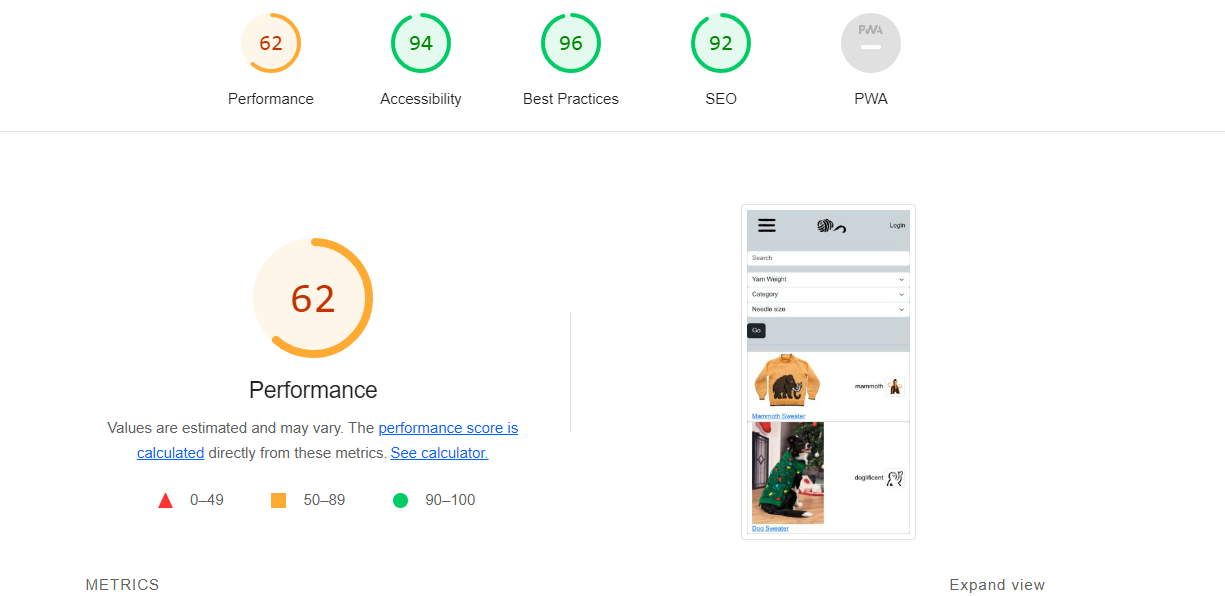 62
94
96
92
PWA
Performance
Accessibility
Best Practices
SEO
PWA
62
Performance
Values are estimated and may vary. The performance score is
calculated directly from these metrics. See calculator.
0–49
50–89
90–100
Login
Search
Yarn Weight
Category
Needle size
Go
mammoth
Mammoth Sweater
doglificent
Dog Sweater
METRICS
Expand view